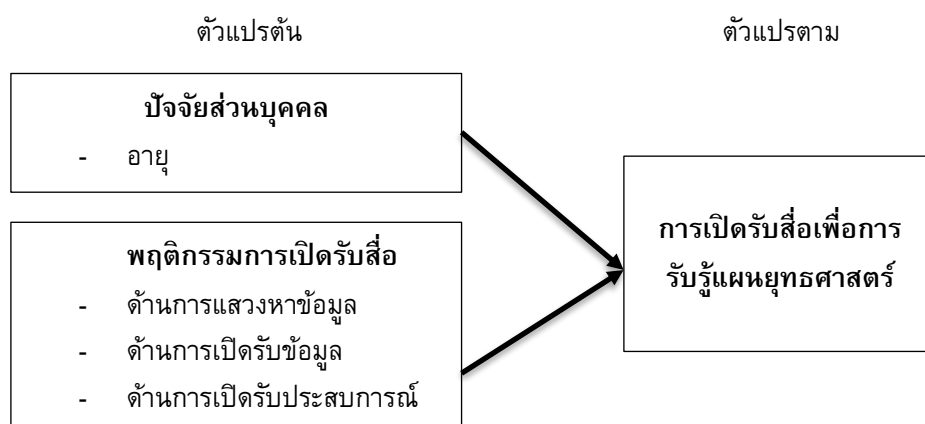 ตัวแปรต้น
ตัวแปรตาม
ปัจจัยส่วนบุคคล
- อายุ
พฤติกรรมการเปิดรับสื่อ
- ด้านการแสวงหาข้อมูล
- ด้านการเปิดรับข้อมูล
- ด้านการเปิดรับประสบการณ์
การเปิดรับสื่อเพื่อการ
รับรู้แผนยุทธศาสตร์